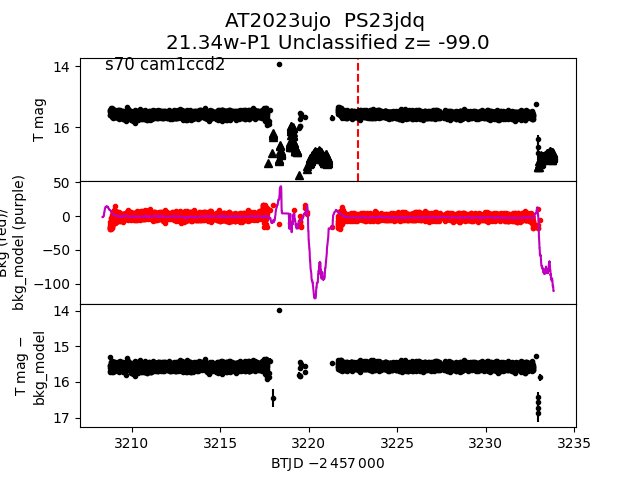 AT2023ujo  PS23jdq
21.34w-P1 Unclassified z= -99.0
s70 cam1ccd2
14
16
T mag
50
0
−50
−100
Bkg (red)/
bkg_model (purple)
14
15
16
17
T mag −
bkg_model
3210 3215 3220 3225 3230 3235
BTJD −2 457 000